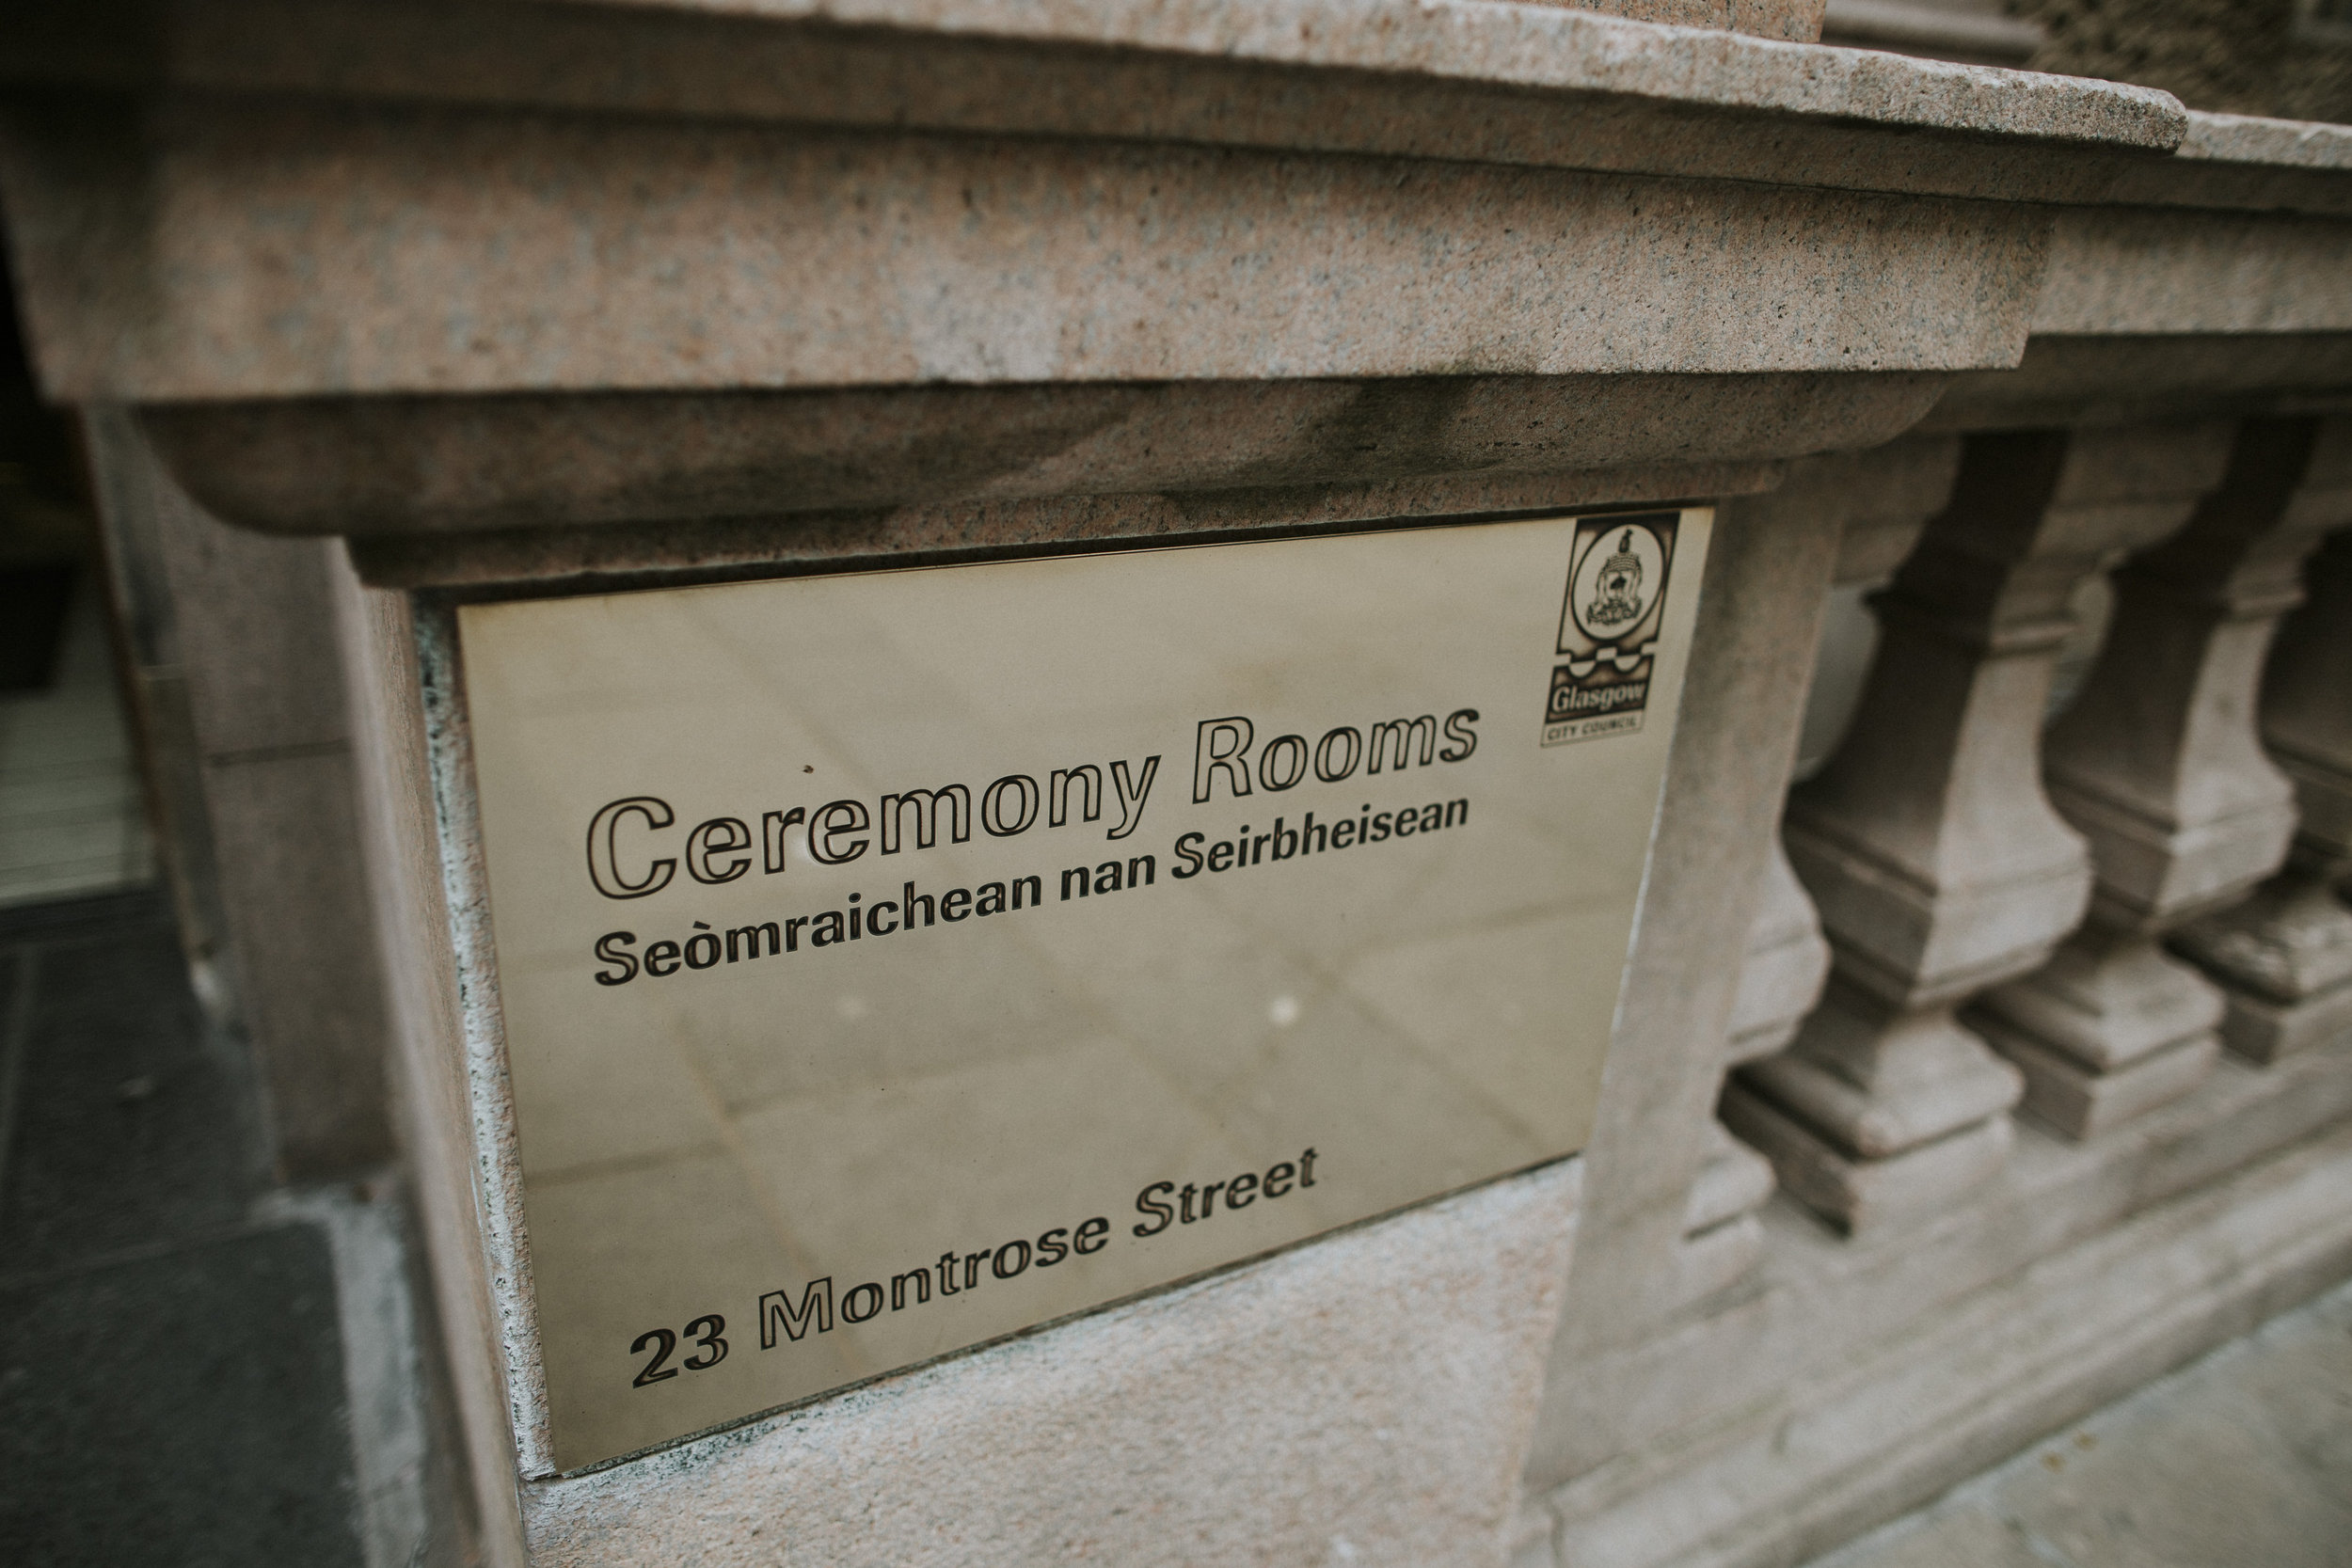 Glasgow
CITY COUNCIL
Ceremony Rooms
Seòmraichean nan Seirbheisean
23 Montrose Street